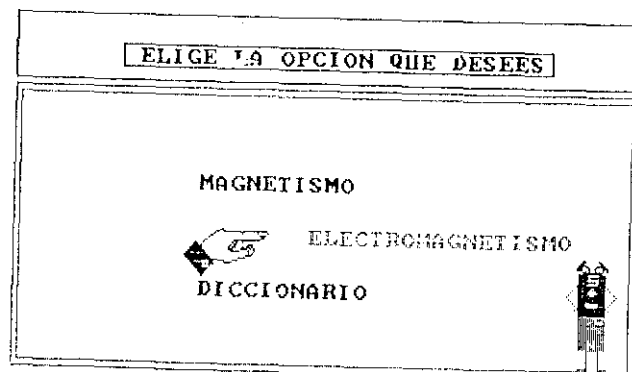 ELIGE LA OPCION QUE DESEES
MAGNETISMO
ELECTROMAGNETISMO
DICCIONARIO